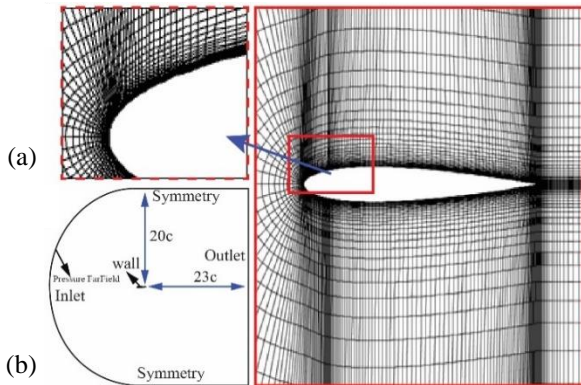 (a)
Symmetry
20c
Outlet
wall
Pressure FarField
Inlet
23c
Symmetry
(b)